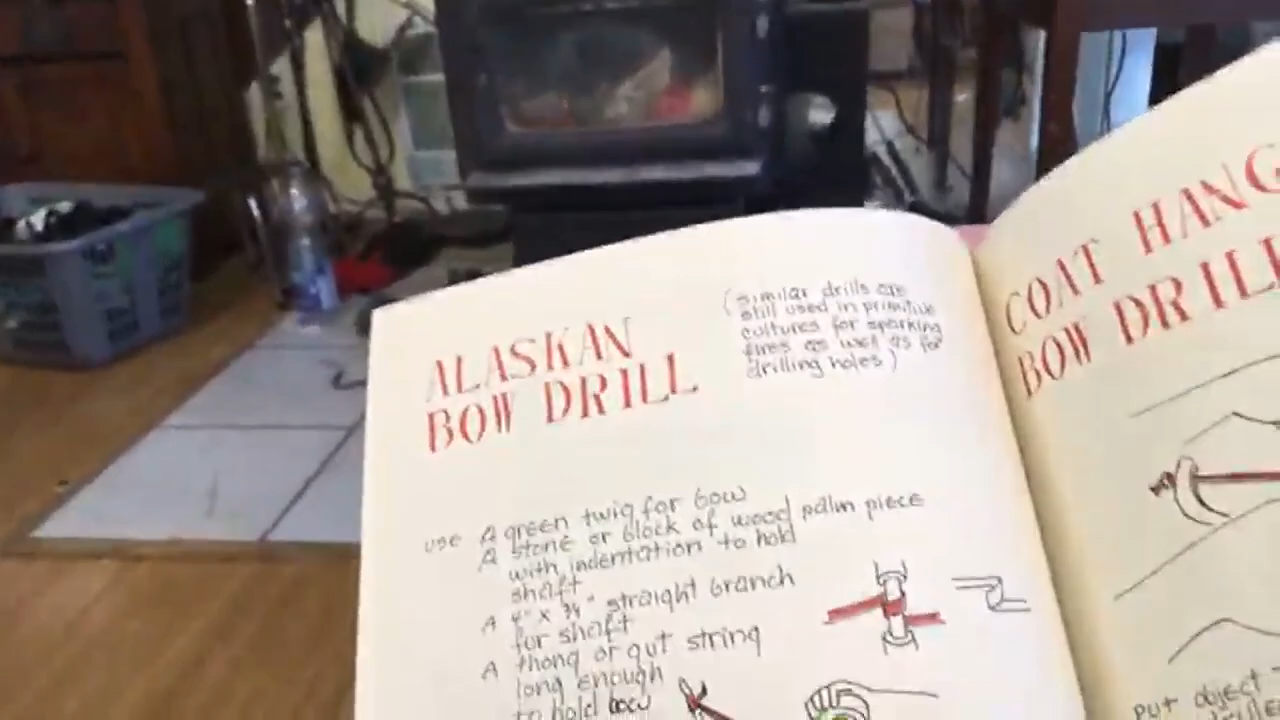 ALASKAN
BOW DRILL
(similar drills are
still used in primitive
cultures for sparking
fires as well as for
drilling holes)
use A green twig for bow
A stone or block of wood palm piece
with indentation to hold
shaft
A 4" x 3/4" straight branch
for shaft
A thong or gut string
long enough
to hold bow
COAT HANG
BOW DRILL
put object